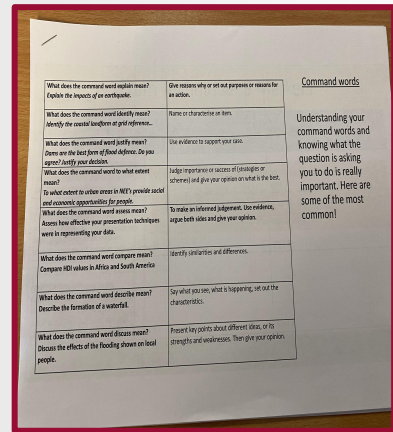 What does the command word explain mean?
Explain the impacts of an earthquake.
Give reasons why or set out purposes or reasons for
an action.
What does the command word identify mean?
Identify the coastal landform at grid reference...
Name or characterise an item.
What does the command word justify mean?
Dams are the best form of flood defence. Do you
agree? Justify your decision.
Use evidence to support your case.
What does the command word to what extent
mean?
To what extent to urban areas in NEE's provide social
and economic opportunities for people.
Judge importance or success of (strategies or
schemes) and give your opinion on what is the best.
What does the command word assess mean?
Assess how effective your presentation techniques
were in representing your data.
To make an informed judgement. Use evidence,
argue both sides and give your opinion.
What does the command word compare mean?
Compare HDI values in Africa and South America
Identify similarities and differences.
What does the command word describe mean?
Describe the formation of a waterfall.
Say what you see, what is happening, set out the
characteristics.
What does the command word discuss mean?
Discuss the effects of the flooding shown on local
people.
Present key points about different ideas, or its
strengths and weaknesses. Then give your opinion.
Command words
Understanding your
command words and
knowing what the
question is asking
you to do is really
important. Here are
some of the most
common!